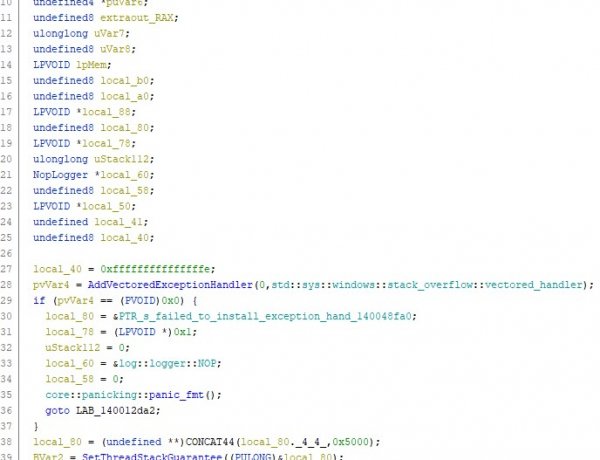 10 undefined4 *puVar6;
11 undefined8 extraout_RAX;
12 ulonglong uVar7;
13 undefined8 uVar8;
14 LPVOID lpMem;
15 undefined8 local_b0;
16 undefined8 local_a0;
17 LPVOID *local_88;
18 undefined8 local_80;
19 LPVOID *local_78;
20 ulonglong uStack112;
21 NopLogger *local_60;
22 undefined8 local_58;
23 LPVOID *local_50;
24 undefined local_41;
25 undefined8 local_40;
26
27 local_40 = 0xfffffffffffffffe;
28 pvVar4 = AddVectoredExceptionHandler(0,std::sys::windows::stack_overflow::vectored_handler);
29 if (pvVar4 == (PVOID)0x0) {
30 local_80 = &PTR_s_failed_to_install_exception_hand_140048fa0;
31 local_78 = (LPVOID *)0x1;
32 uStack112 = 0;
33 local_60 = &log::logger::NOP;
34 local_58 = 0;
35 core::panicking::panic_fmt();
36 goto LAB_140012da2;
37 }
38 local_80 = (undefined **)CONCAT44(local_80._4_4_,0x5000);
39 BVar2 = SetThreadStackGuarantee((PULONG)&local_80);